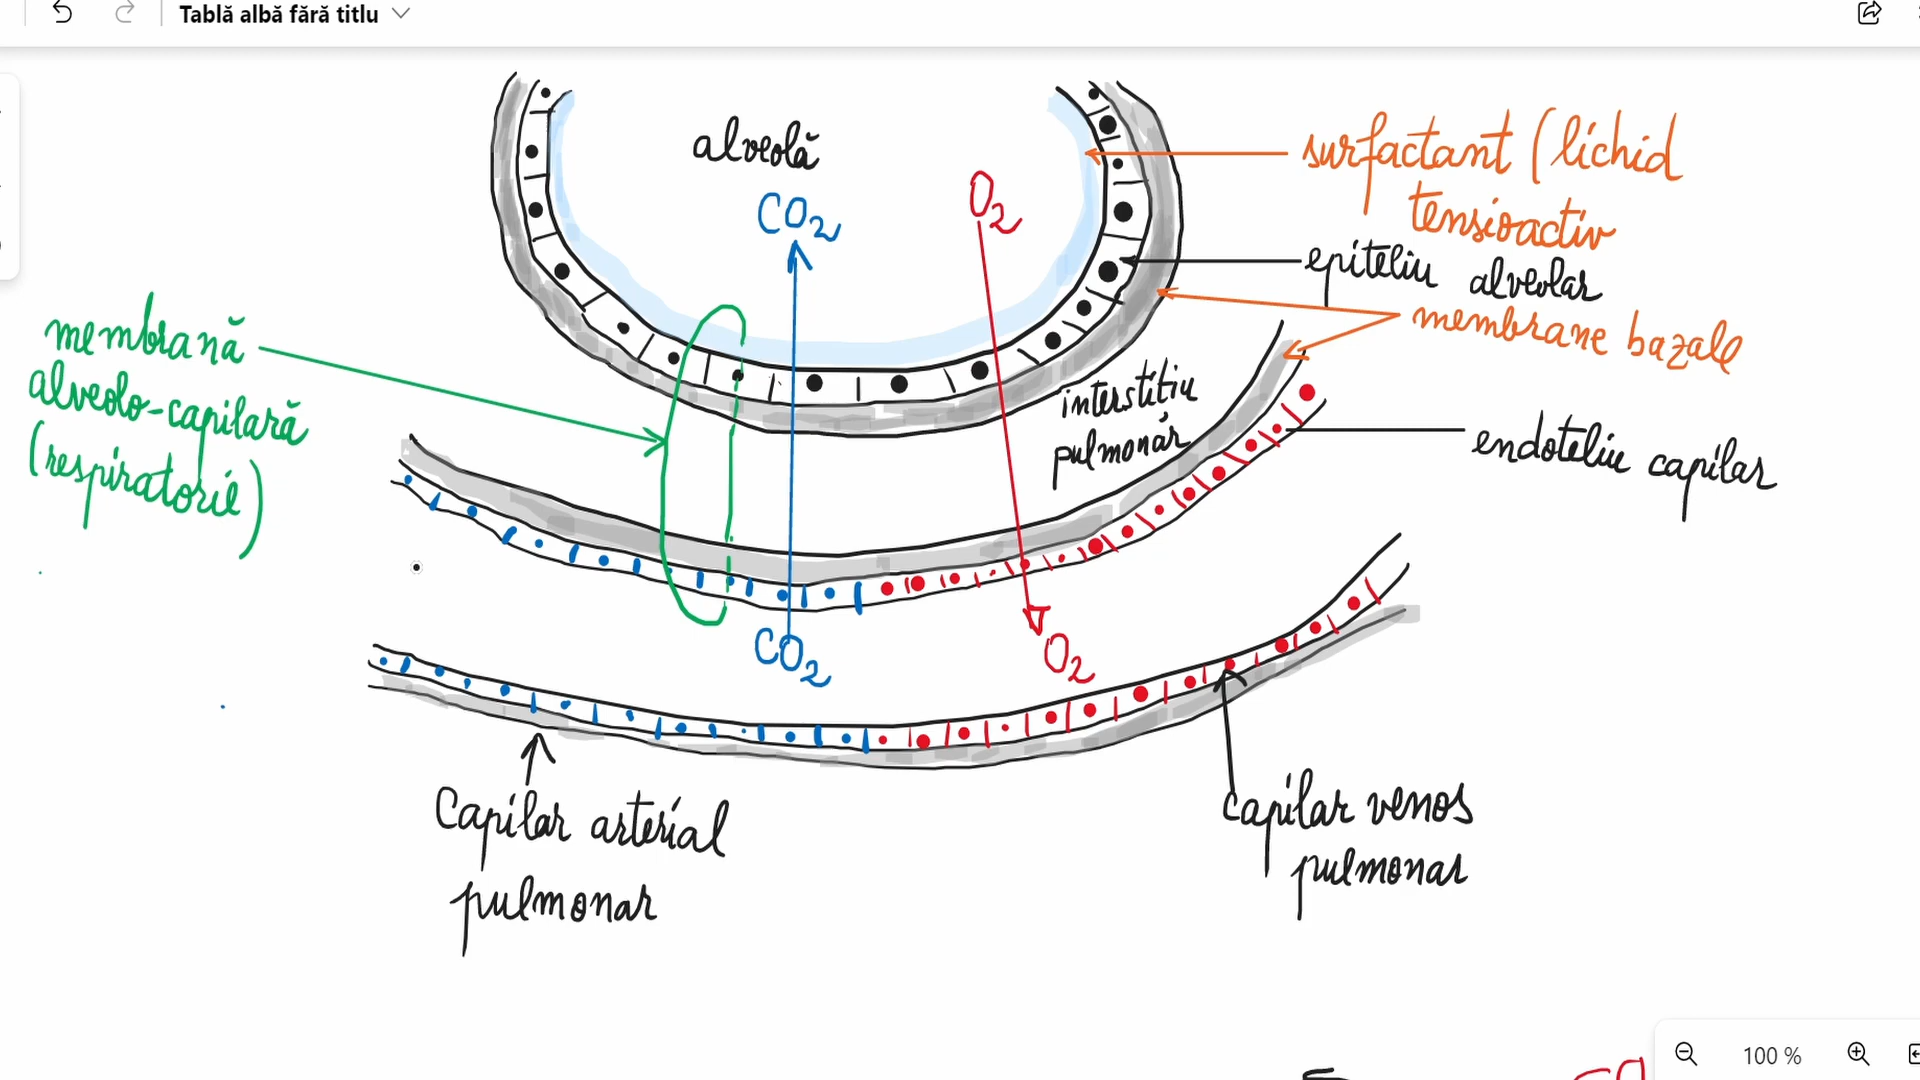 Tablă albă fără titlu
alveolă
CO2
O2
surfactant (lichid
tensioactiv
epiteliu alveolar
membrane bazale
membrană
alveolo-capilară
(respiratorie)
interstițiu
pulmonar
endoteliu capilar
CO2
O2
Capilar arterial
pulmonar
capilar venos
pulmonar
100 %